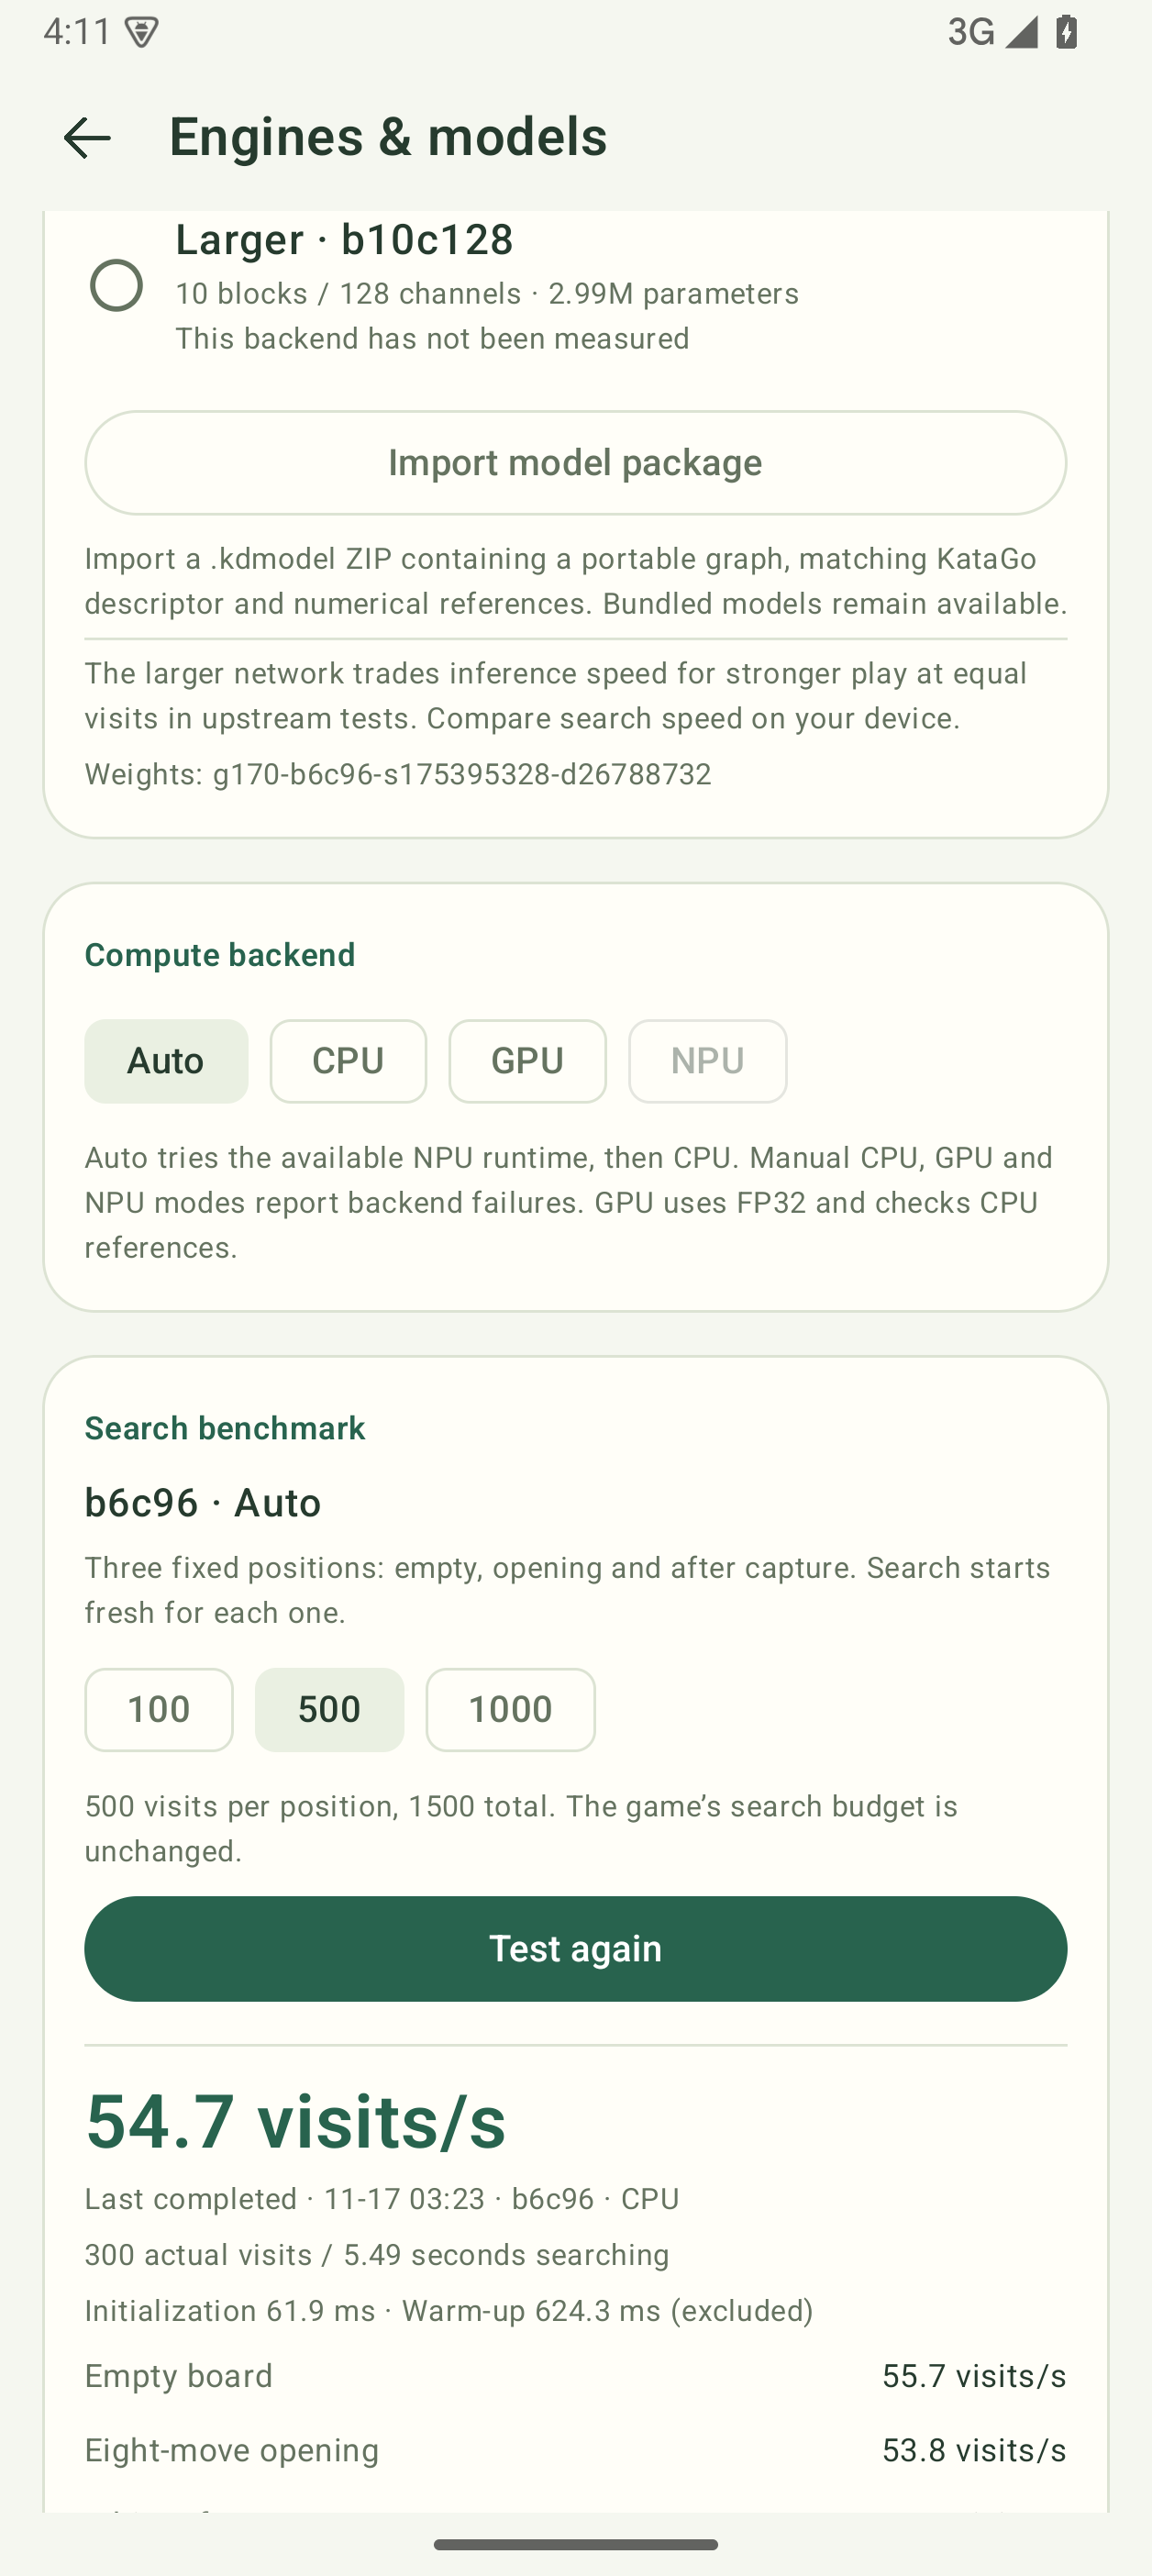 4:11
3G
Engines & models
Larger · b10c128
10 blocks / 128 channels · 2.99M parameters
This backend has not been measured
Import model package
Import a .kdmodel ZIP containing a portable graph, matching KataGo
descriptor and numerical references. Bundled models remain available.
The larger network trades inference speed for stronger play at equal
visits in upstream tests. Compare search speed on your device.
Weights: g170-b6c96-s175395328-d26788732
Compute backend
Auto
CPU
GPU
NPU
Auto tries the available NPU runtime, then CPU. Manual CPU, GPU and
NPU modes report backend failures. GPU uses FP32 and checks CPU
references.
Search benchmark
b6c96 · Auto
Three fixed positions: empty, opening and after capture. Search starts
fresh for each one.
100
500
1000
500 visits per position, 1500 total. The game’s search budget is
unchanged.
Test again
54.7 visits/s
Last completed · 11-17 03:23 · b6c96 · CPU
300 actual visits / 5.49 seconds searching
Initialization 61.9 ms · Warm-up 624.3 ms (excluded)
Empty board
55.7 visits/s
Eight-move opening
53.8 visits/s